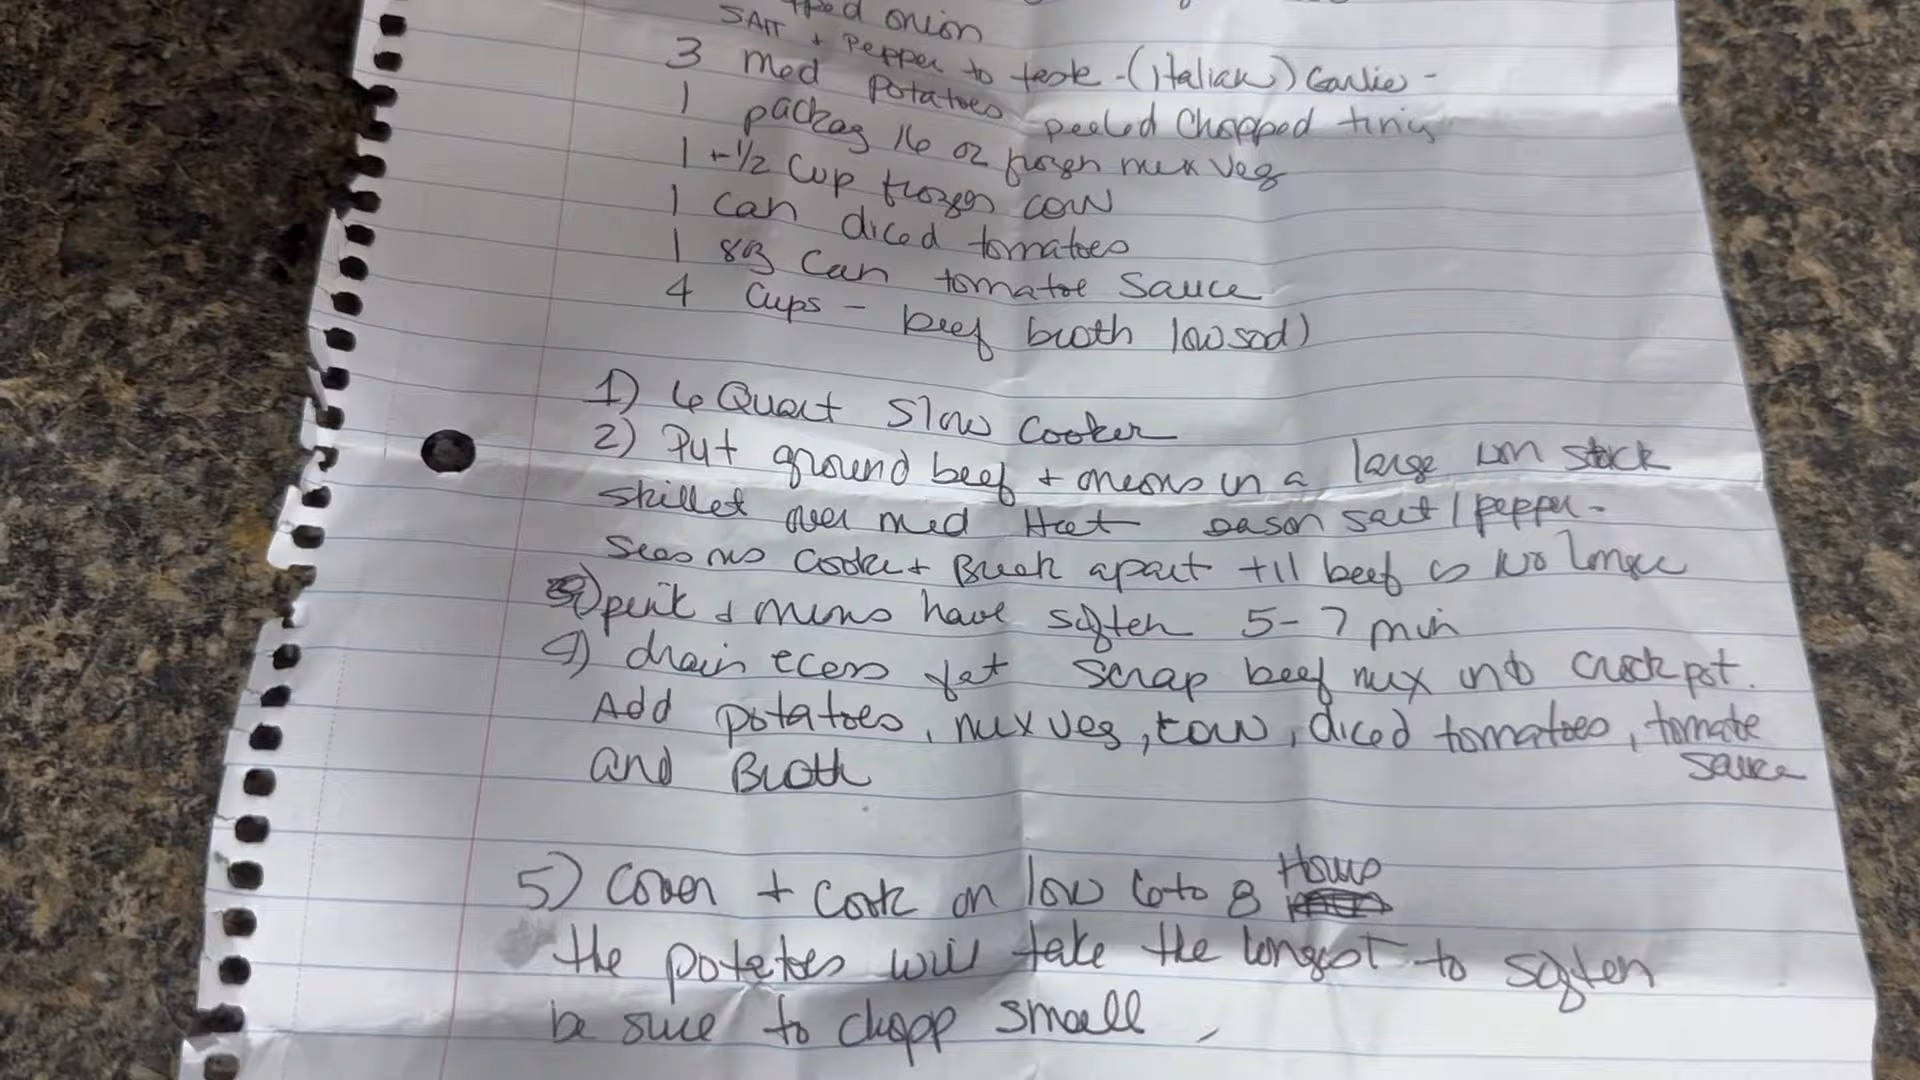 onion
SAlt + Pepper to taste - (italian) Garlic -
3 med Potatoes peeled Chopped tiny
1 packag 16 oz frozen mix veg
1 + 1/2 Cup frozen corn
1 can diced tomatoes
1 8oz Can tomatoe Sauce
4 Cups - beef broth low sod)
1) 6 Quart Slow Cooker
2) Put ground beef + onions in a large non stick
skillet over med Heat season salt / pepper -
cook + Break apart till beef is No longer
pink + onions have soften 5-7 min
4) drain ecess fat scrap beef mix into crockpot.
Add potatoes, mix veg, corn, diced tomatoes, tomato
sauce
and Broth
5) Cover + Cook on low 6 to 8 Hours
the potatoes will take the longest to soften
be sure to chopp small